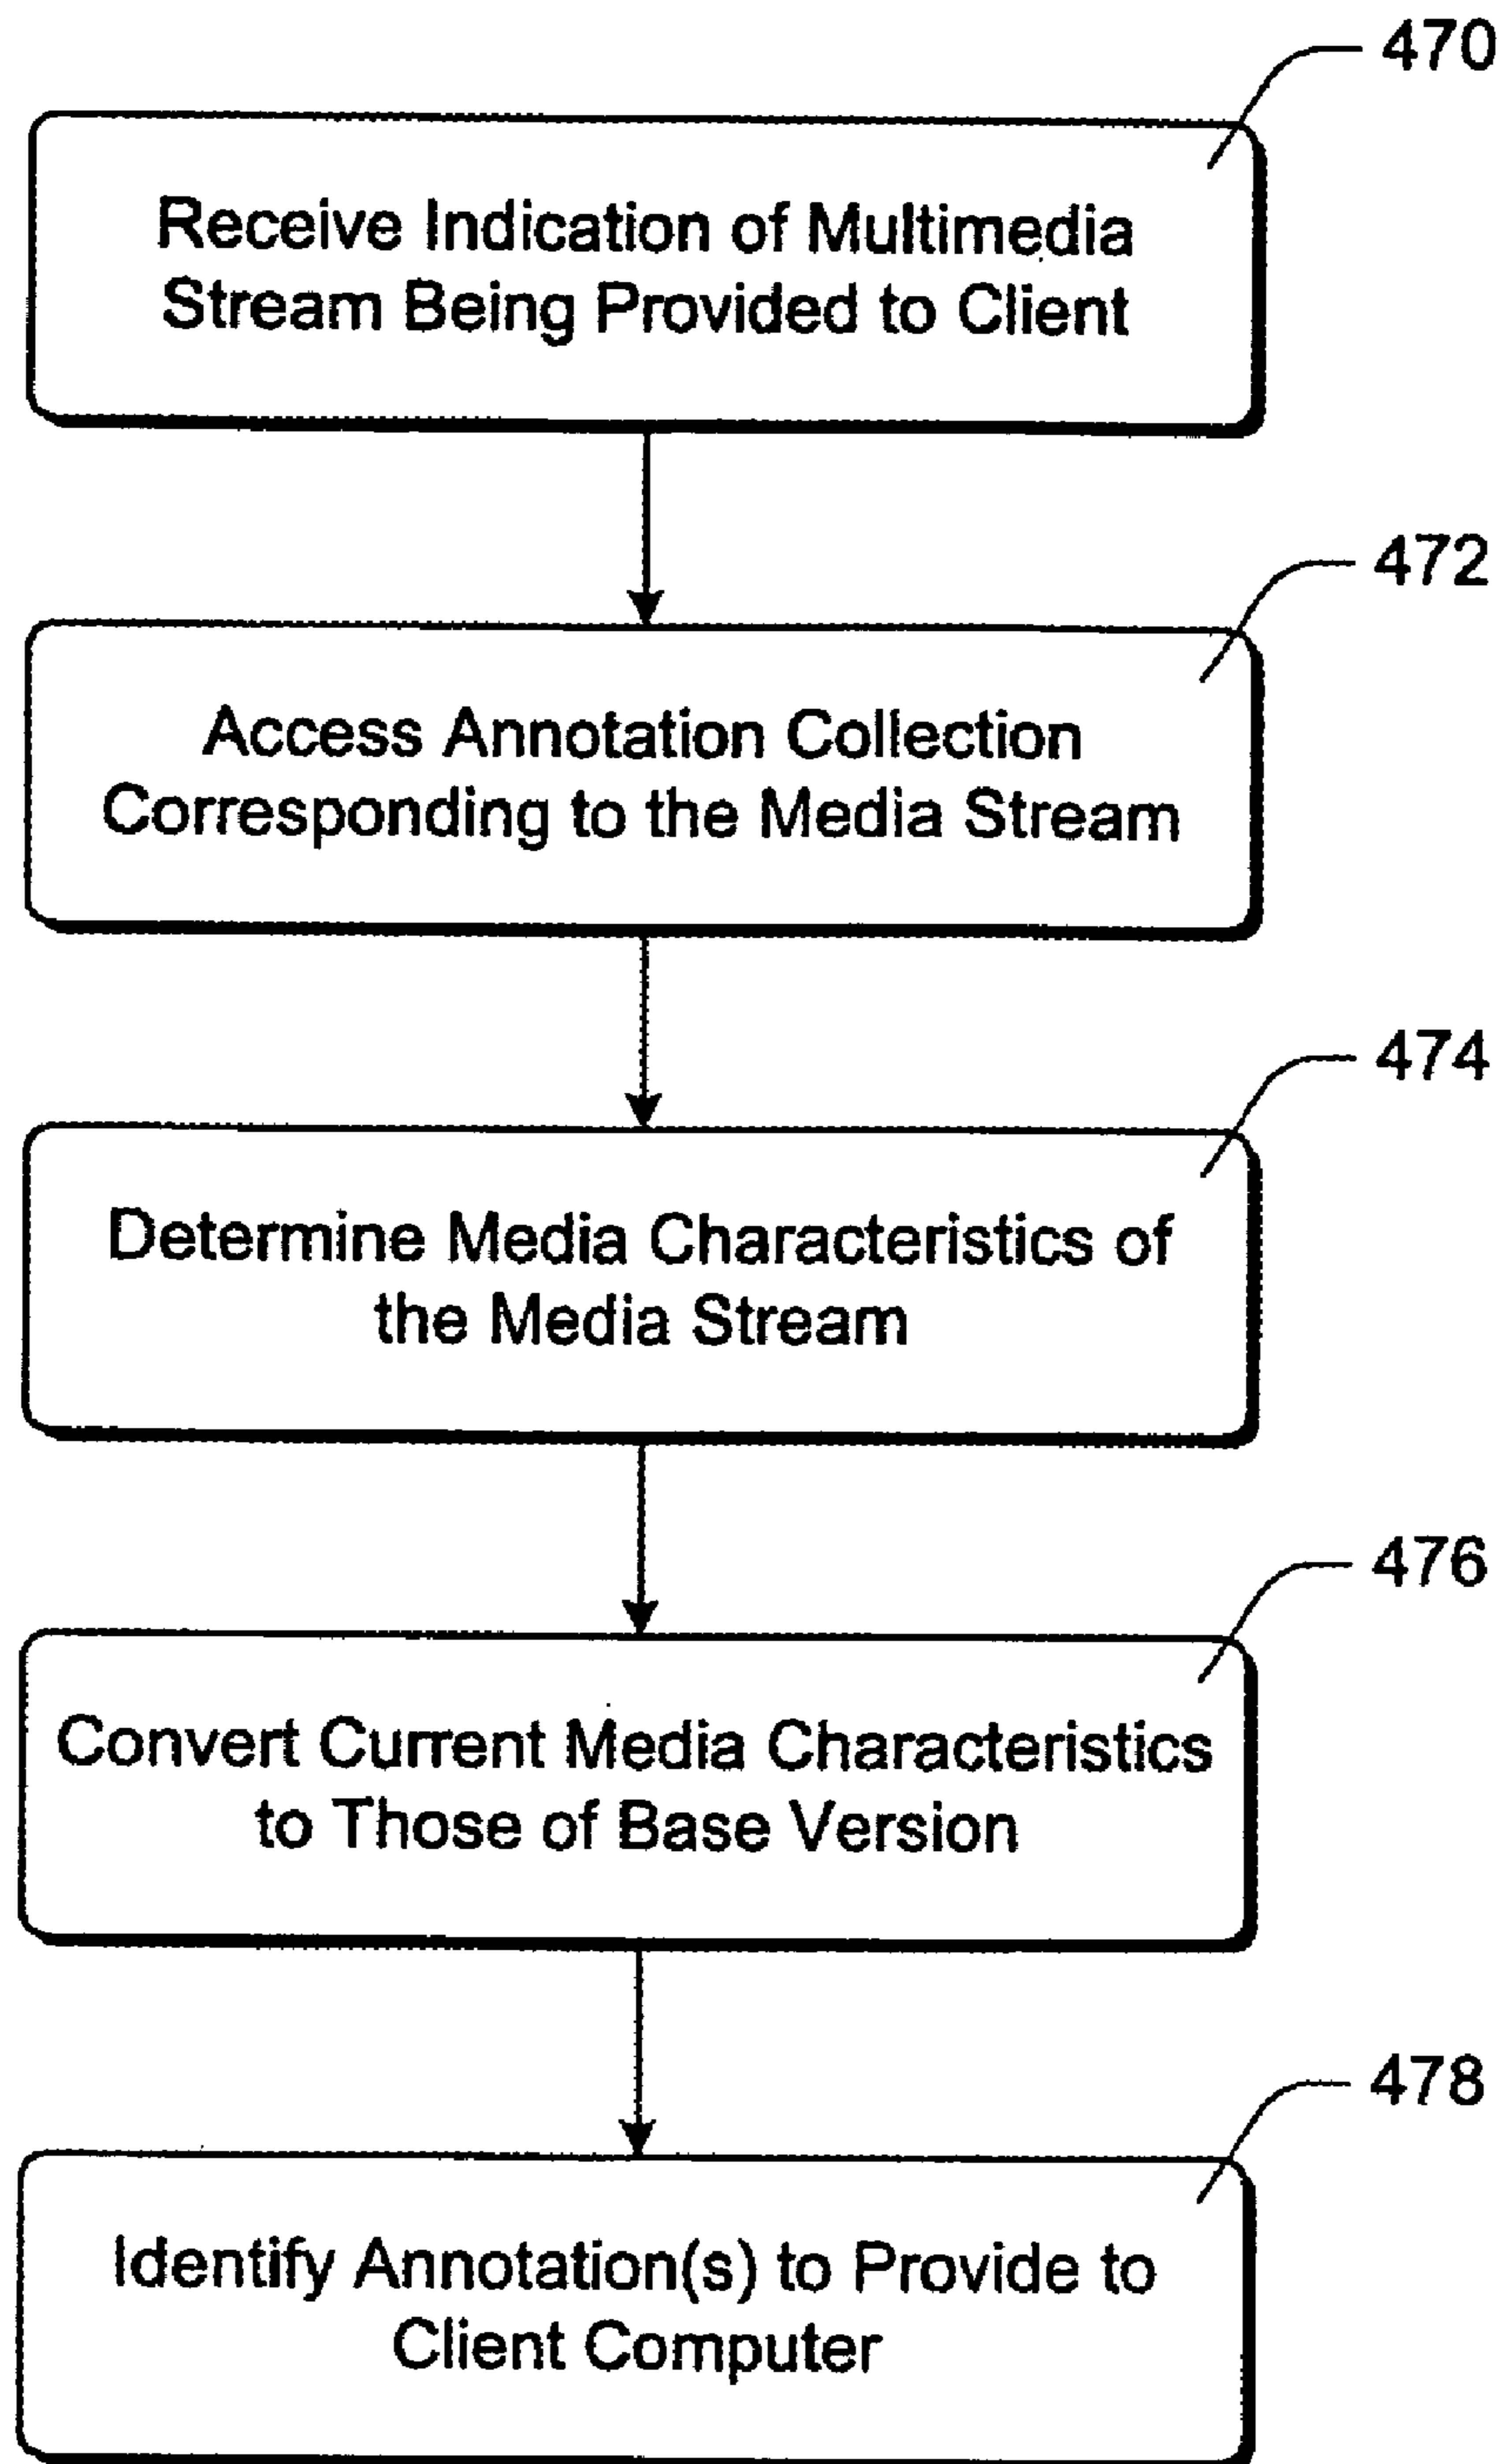 470
Receive Indication of Multimedia
Stream Being Provided to Client
472
Access Annotation Collection
Corresponding to the Media Stream
474
Determine Media Characteristics of
the Media Stream
476
Convert Current Media Characteristics
to Those of Base Version
478
Identify Annotation(s) to Provide to
Client Computer